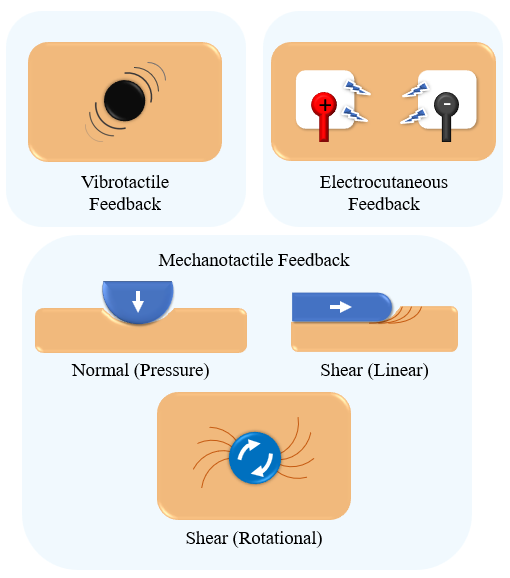 +
-
Vibrotactile
Feedback
Electrocutaneous
Feedback
Mechanotactile Feedback
Normal (Pressure)
Shear (Linear)
Shear (Rotational)